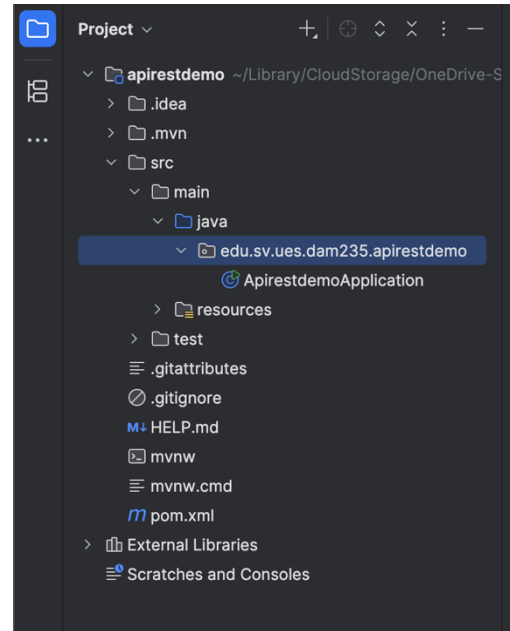 Project
apirestdemo ~/Library/CloudStorage/OneDrive-S
.idea
.mvn
src
main
java
edu.sv.ues.dam235.apirestdemo
ApirestdemoApplication
resources
test
.gitattributes
.gitignore
M↓ HELP.md
mvnw
mvnw.cmd
m pom.xml
External Libraries
Scratches and Consoles